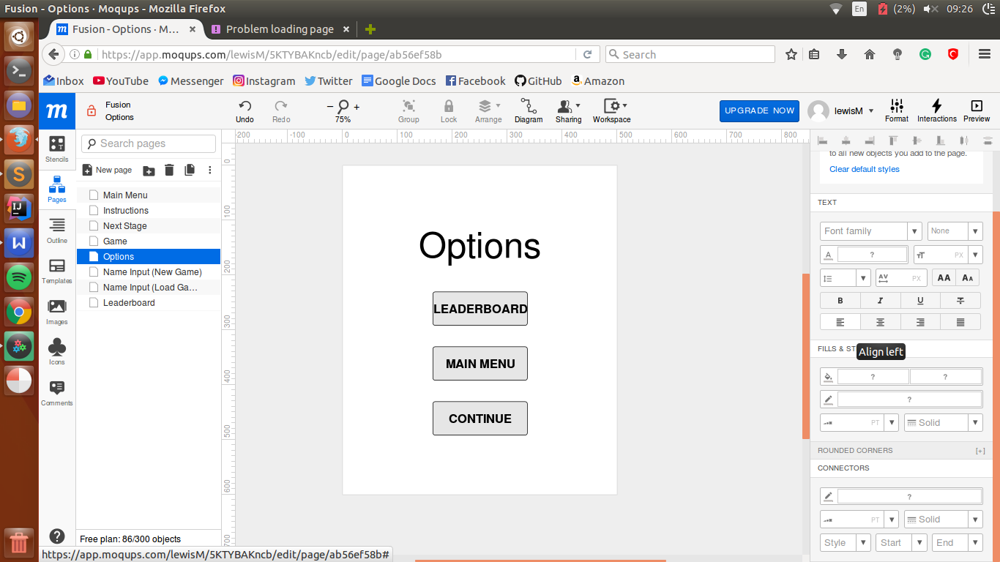 Fusion - Options · Moqups - Mozilla Firefox
En
(2%)
09:26
Fusion - Options · M...
Problem loading page
https://app.moqups.com/lewisM/5KTYBAKncb/edit/page/ab56ef58b
Search
Inbox
YouTube
Messenger
Instagram
Twitter
Google Docs
Facebook
GitHub
Amazon
m
Fusion
Options
Undo
Redo
75%
Group
Lock
Arrange
Diagram
Sharing
Workspace
UPGRADE NOW
lewisM
Format
Interactions
Preview
Stencils
Pages
Outline
Templates
Images
Icons
Comments
Search pages
New page
Main Menu
Instructions
Next Stage
Game
Options
Name Input (New Game)
Name Input (Load Ga...
Leaderboard
Free plan: 86/300 objects
https://app.moqups.com/lewisM/5KTYBAKncb/edit/page/ab56ef58b#
-200
-100
0
100
200
300
400
500
600
700
800
0
100
200
300
400
500
600
700
Options
LEADERBOARD
MAIN MENU
CONTINUE
to all new objects you add to the page.
Clear default styles
TEXT
Font family
None
A
?
TT
PX
AV
PX
AA
AA
B
I
U
T
FILLS & ST
Align left
?
?
?
PT
Solid
ROUNDED CORNERS
[+]
CONNECTORS
?
PT
Solid
Style
Start
End